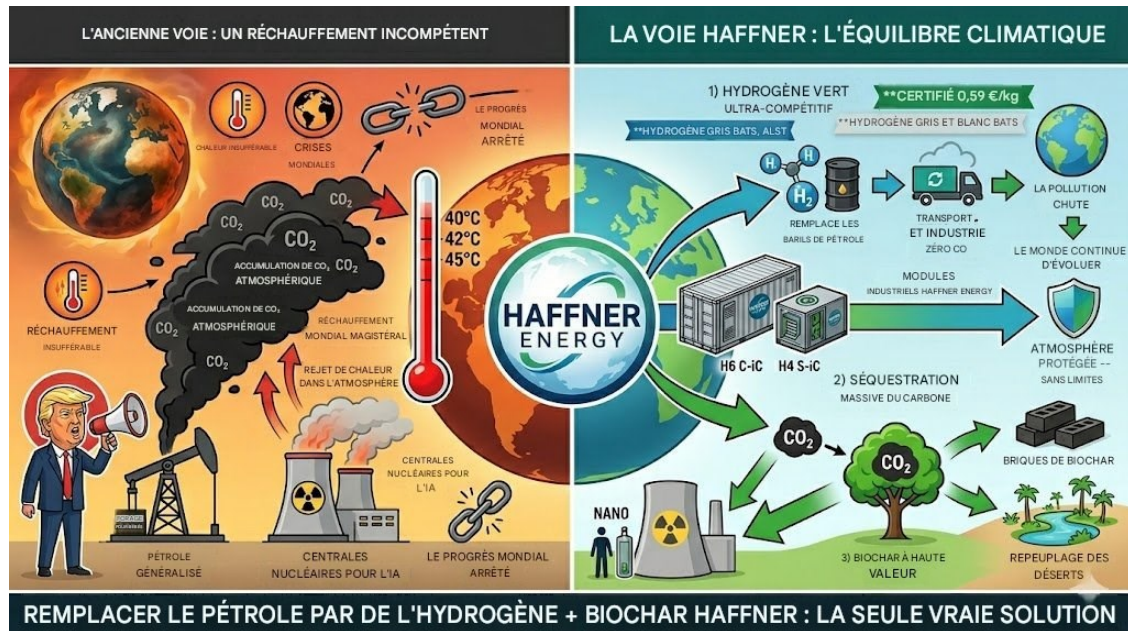 L'ANCIENNE VOIE : UN RÉCHAUFFEMENT INCOMPÉTENT
CHALEUR INSUFFÉRABLE
CRISES
MONDIALES
LE PROGRÈS
MONDIAL
ARRÊTÉ
CO₂
CO₂
CO₂
CO₂
CO₂
ACCUMULATION DE CO₂
ATMOSPHÉRIQUE
ACCUMULATION DE CO₂
ATMOSPHÉRIQUE
CO₂
CO₂
40°C
42°C
45°C
RÉCHAUFFEMENT
INSUFFÉRABLE
RÉCHAUFFEMENT
MONDIAL MAGISTÉRAL
REJET DE CHALEUR
DANS L'ATMOSPHÈRE
CENTRALES
NUCLÉAIRES POUR
L'IA
PÉTROLE
GÉNÉRALISÉ
CENTRALES
NUCLÉAIRES POUR L'IA
LE PROGRÈS MONDIAL
ARRÊTÉ
HAFFNER
ENERGY
LA VOIE HAFFNER : L'ÉQUILIBRE CLIMATIQUE
1) HYDROGÈNE VERT
ULTRA-COMPÉTITIF
**CERTIFIÉ 0,59 €/kg
**HYDROGÈNE GRIS BATS, ALST
**HYDROGÈNE GRIS ET BLANC BATS
H₂
REMPLACE LES
BARILS DE PÉTROLE
TRANSPORT.
ET INDUSTRIE
ZÉRO CO
LA POLLUTION
CHUTE
LE MONDE CONTINUE
D'ÉVOLUER
MODULES
INDUSTRIELS HAFFNER ENERGY
H6 C-iC
H4 S-iC
ATMOSPHÈRE
PROTÉGÉE --
SANS LIMITES
2) SÉQUESTRATION
MASSIVE DU CARBONE
CO₂
CO₂
BRIQUES DE BIOCHAR
NANO
3) BIOCHAR À HAUTE
VALEUR
REPEUPLAGE DES
DÉSERTS
REMPLACER LE PÉTROLE PAR DE L'HYDROGÈNE + BIOCHAR HAFFNER : LA SEULE VRAIE SOLUTION